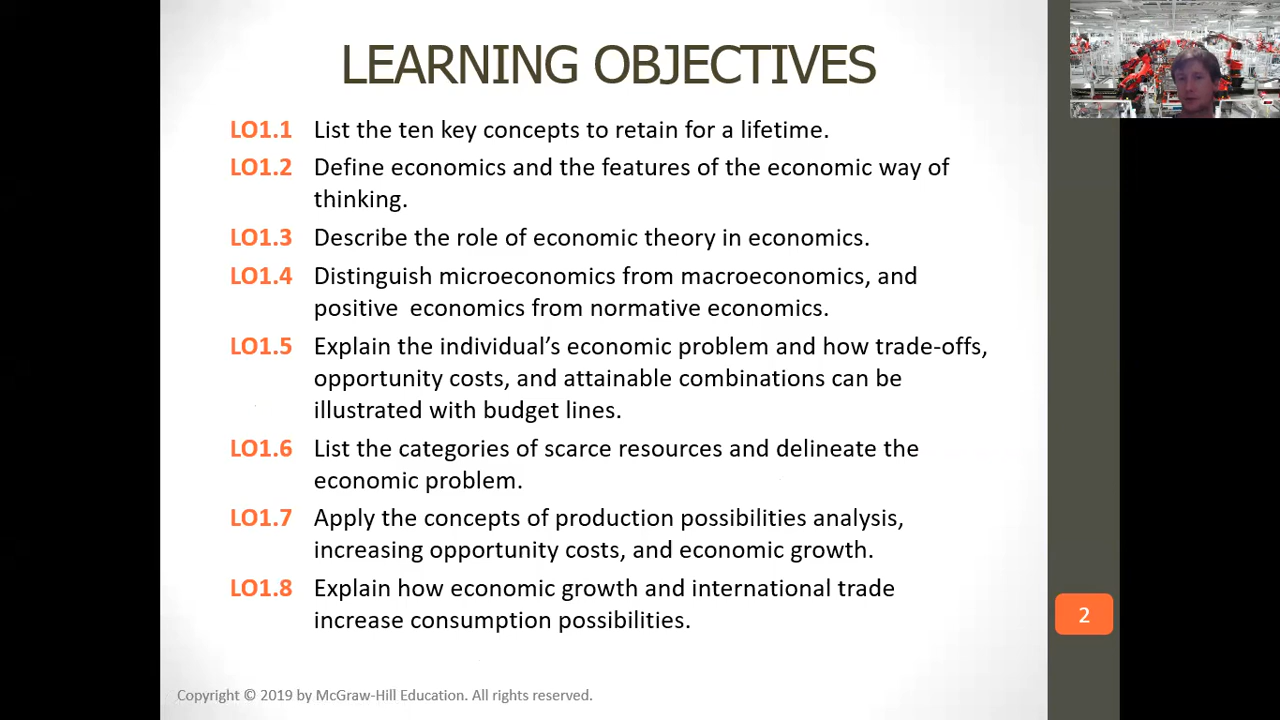 LEARNING OBJECTIVES
LO1.1 List the ten key concepts to retain for a lifetime.
LO1.2 Define economics and the features of the economic way of
thinking.
LO1.3 Describe the role of economic theory in economics.
LO1.4 Distinguish microeconomics from macroeconomics, and
positive  economics from normative economics.
LO1.5 Explain the individual’s economic problem and how trade-offs,
opportunity costs, and attainable combinations can be
illustrated with budget lines.
LO1.6 List the categories of scarce resources and delineate the
economic problem.
LO1.7 Apply the concepts of production possibilities analysis,
increasing opportunity costs, and economic growth.
LO1.8 Explain how economic growth and international trade
increase consumption possibilities.
2
Copyright © 2019 by McGraw-Hill Education. All rights reserved.